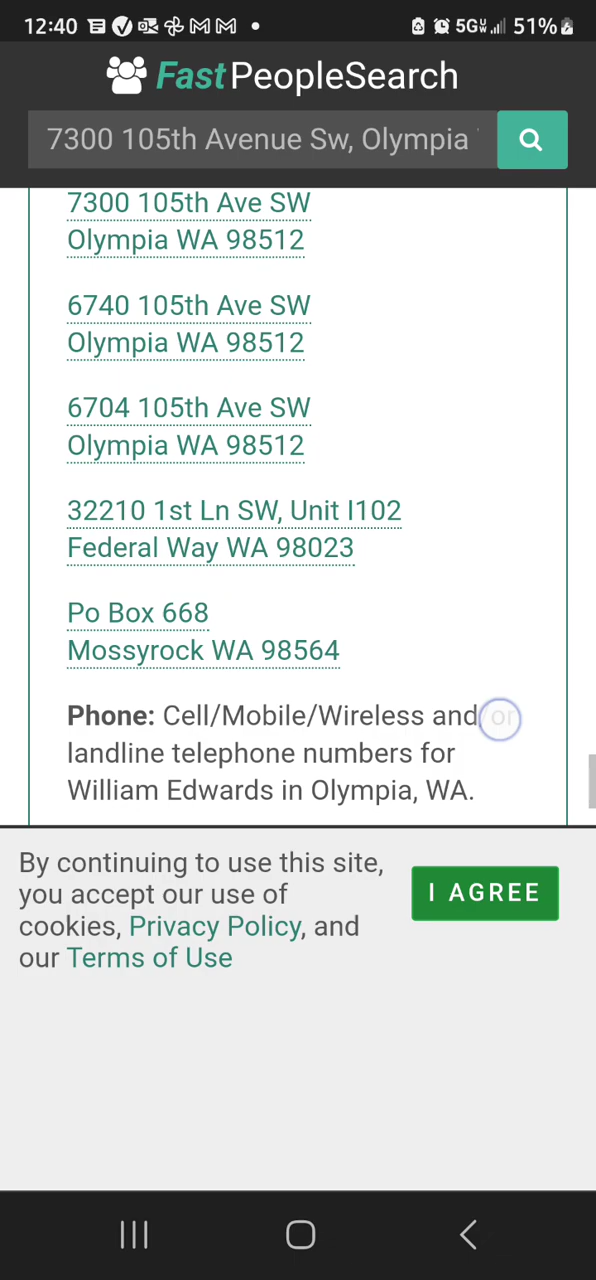 12:40
5G
51%
FastPeopleSearch
7300 105th Avenue Sw, Olympia
7300 105th Ave SW
Olympia WA 98512
6740 105th Ave SW
Olympia WA 98512
6704 105th Ave SW
Olympia WA 98512
32210 1st Ln SW, Unit I102
Federal Way WA 98023
Po Box 668
Mossyrock WA 98564
Phone: Cell/Mobile/Wireless and/or
landline telephone numbers for
William Edwards in Olympia, WA.
By continuing to use this site,
you accept our use of
cookies, Privacy Policy, and
our Terms of Use
I AGREE